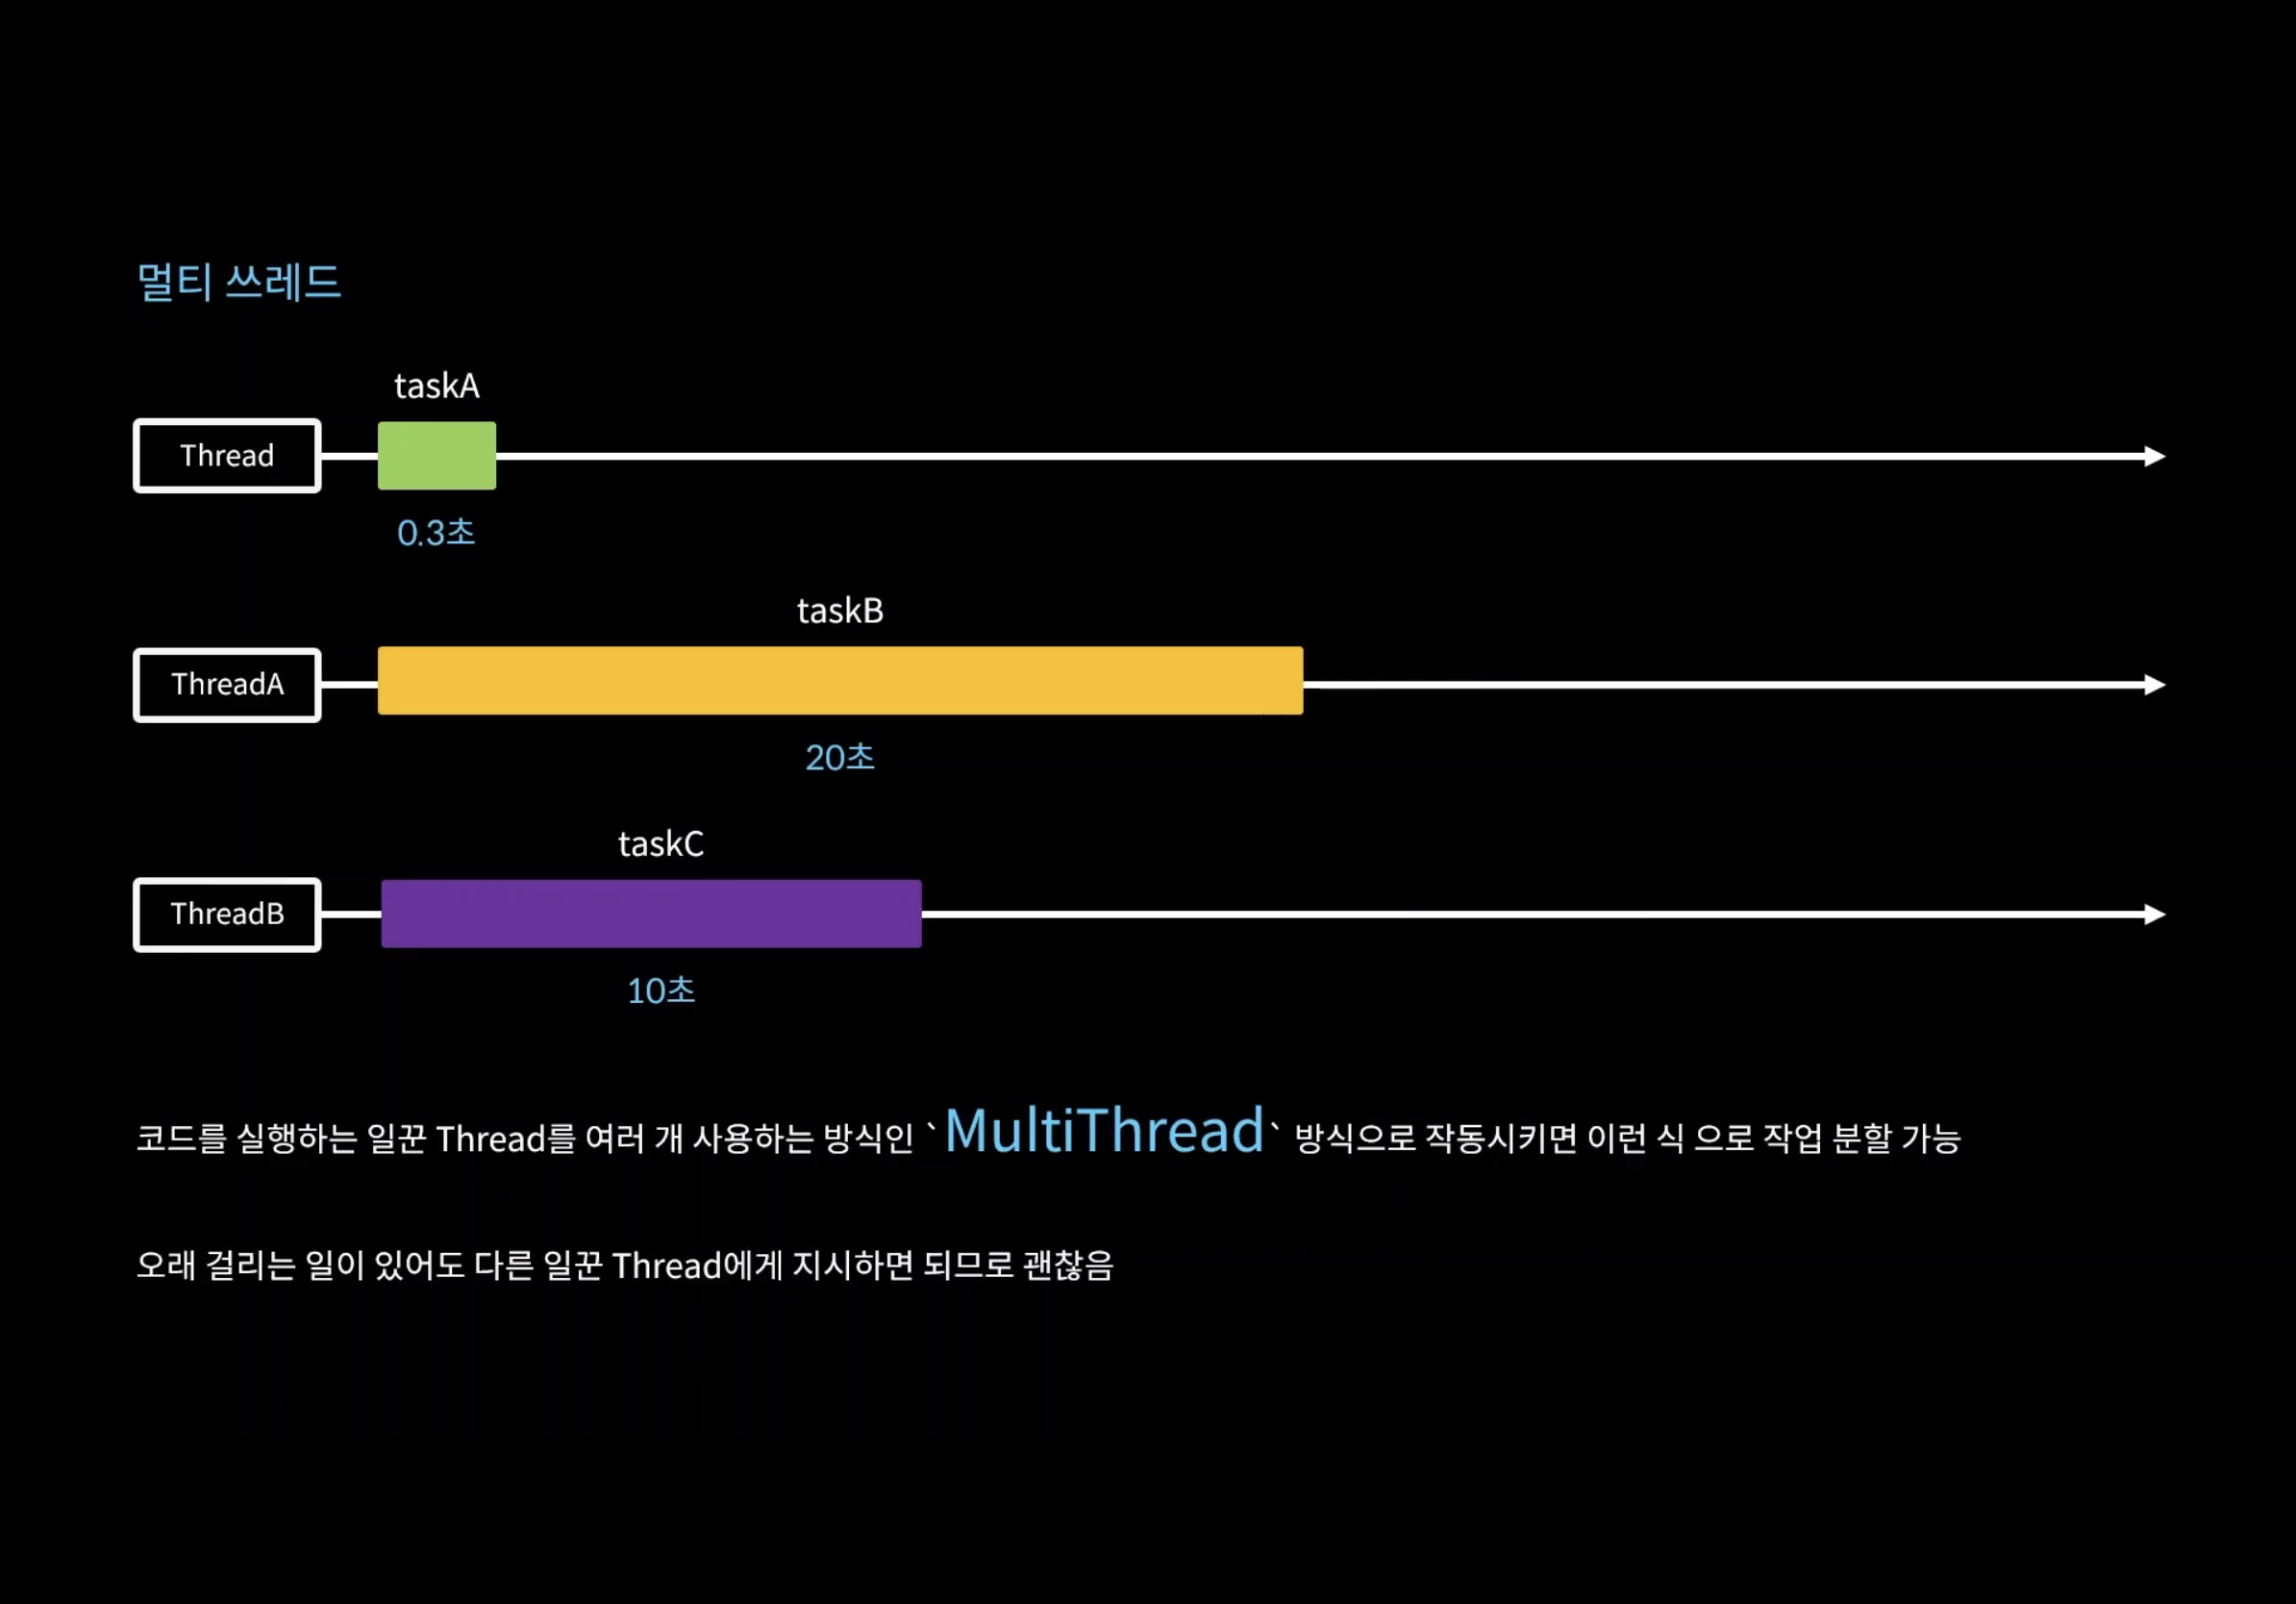 멀티 쓰레드
taskA
Thread
0.3초
taskB
ThreadA
20초
taskC
ThreadB
10초
코드를 실행하는 일꾼 Thread를 여러 개 사용하는 방식인 `MultiThread` 방식으로 작동시키면 이런 식 으로 작업 분할 가능
오래 걸리는 일이 있어도 다른 일꾼 Thread에게 지시하면 되므로 괜찮음